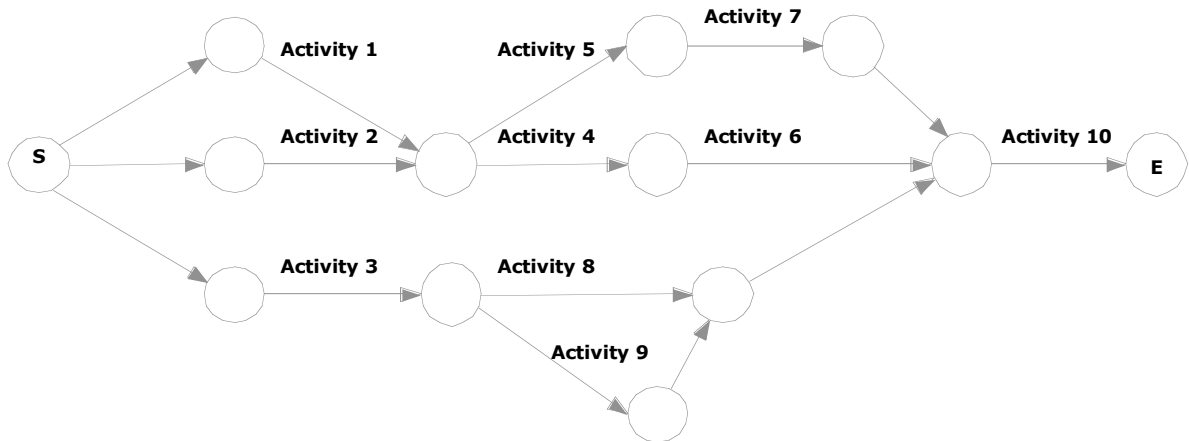 Activity 7
Activity 1
Activity 5
Activity 2
Activity 4
Activity 6
Activity 10
S
E
Activity 3
Activity 8
Activity 9